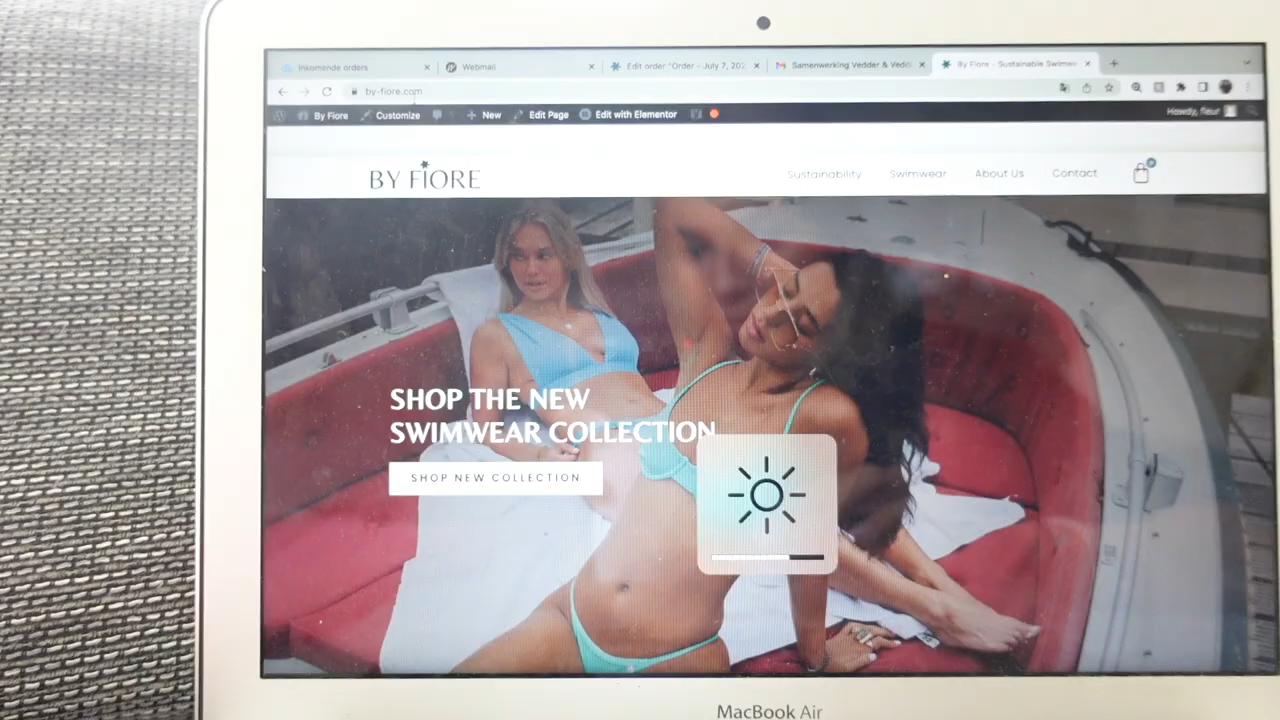 Inkomende orders
Webmail
Edit order "Order - July 7, 202
Samenwerking Vedder & Vedd
By Fiore - Sustainable Swimwe
by-fiore.com
By Fiore
Customize
New
Edit Page
Edit with Elementor
Howdy, fleur
BY FIORE
Sustainability
Swimwear
About Us
Contact
SHOP THE NEW
SWIMWEAR COLLECTION
SHOP NEW COLLECTION
MacBook Air